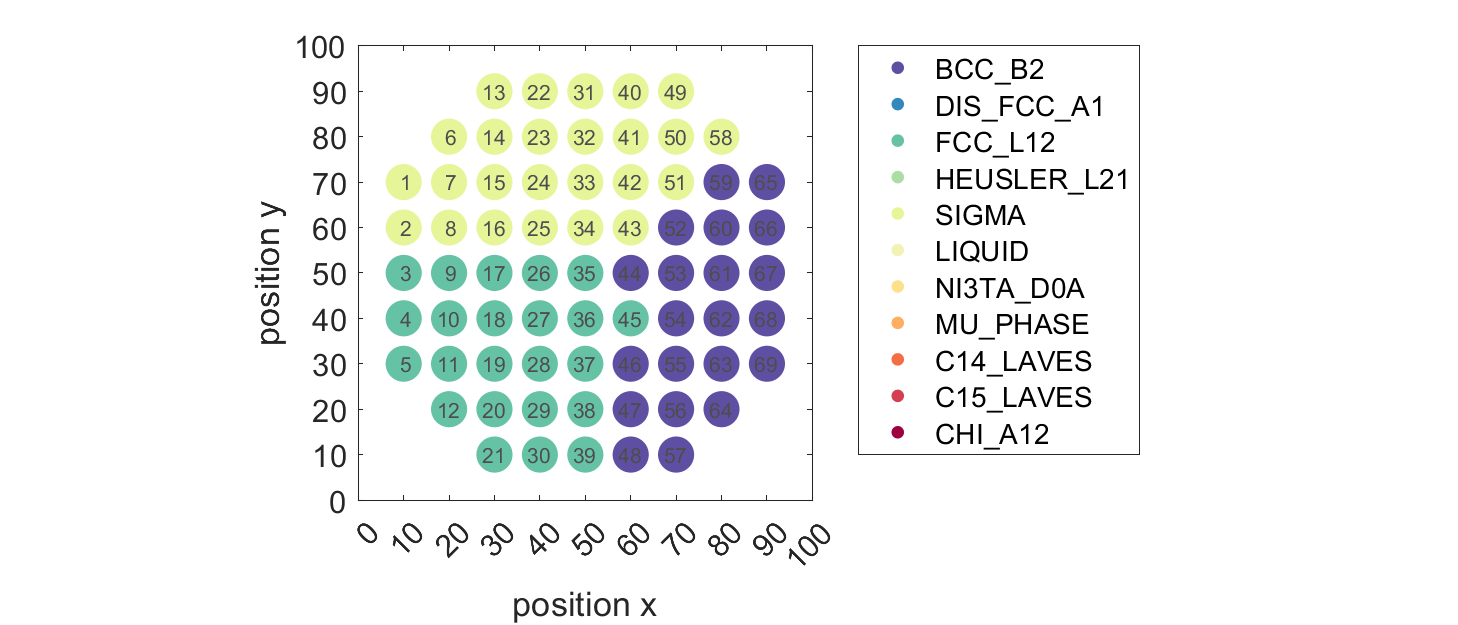 100
90
80
70
60
50
40
30
20
10
0
position y
13 22 31 40 49
6 14 23 32 41 50 58
1 7 15 24 33 42 51 59 65
2 8 16 25 34 43 52 60 66
3 9 17 26 35 44 53 61 67
4 10 18 27 36 45 54 62 68
5 11 19 28 37 46 55 63 69
12 20 29 38 47 56 64
21 30 39 48 57
0 10 20 30 40 50 60 70 80 90 100
position x
BCC_B2
DIS_FCC_A1
FCC_L12
HEUSLER_L21
SIGMA
LIQUID
NI3TA_D0A
MU_PHASE
C14_LAVES
C15_LAVES
CHI_A12